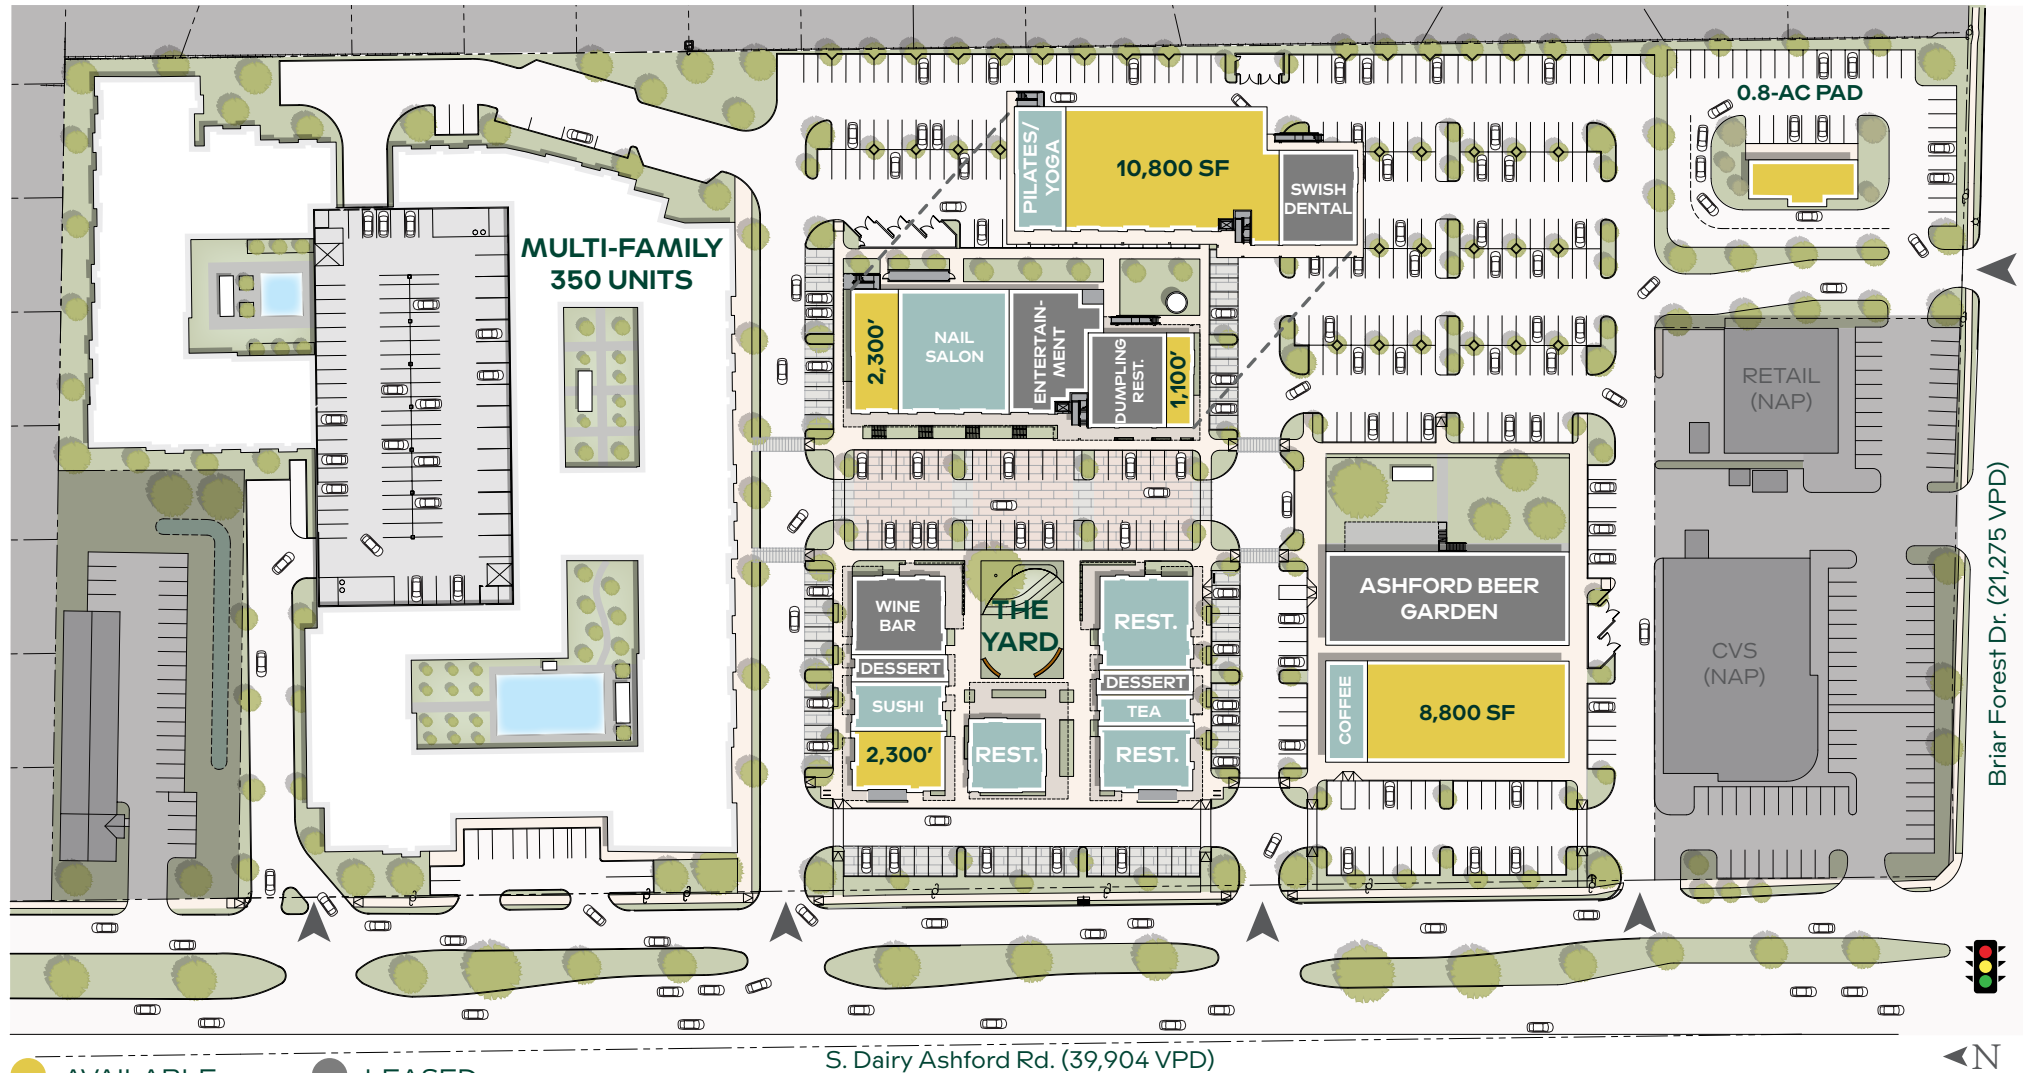 0.8-AC PAD
PILATES/
YOGA
10,800 SF
SWISH
DENTAL
MULTI-FAMILY
350 UNITS
2,300’
NAIL
SALON
ENTERTAIN-
MENT
DUMPLING
REST.
1,100’
RETAIL
(NAP)
ASHFORD BEER
GARDEN
WINE
BAR
THE
YARD
REST.
DESSERT
DESSERT
SUSHI
TEA
2,300’
REST.
REST.
COFFEE
8,800 SF
CVS
(NAP)
Briar Forest Dr. (21,275 VPD)
S. Dairy Ashford Rd. (39,904 VPD)
N
AVAILABLE
LEASED